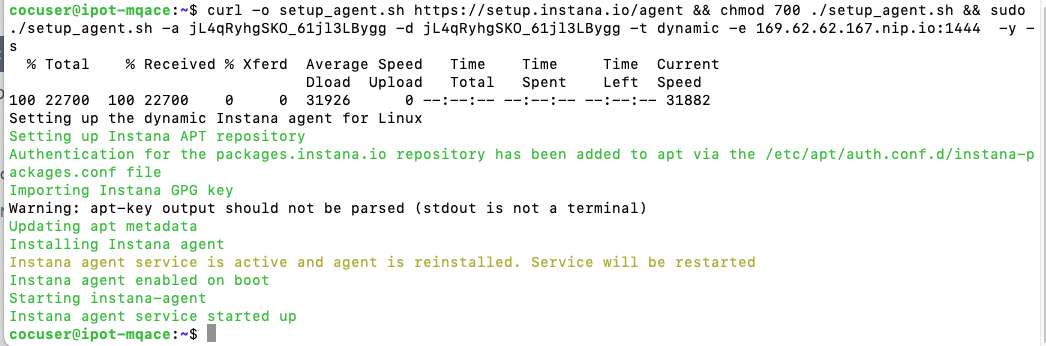 cocuser@ipot-mqace:~$ curl -o setup_agent.sh https://setup.instana.io/agent && chmod 700 ./setup_agent.sh && sudo
./setup_agent.sh -a jL4qRyhgSKO_61jl3LBygg -d jL4qRyhgSKO_61jl3LBygg -t dynamic -e 169.62.62.167.nip.io:1444  -y -
s
  % Total    % Received % Xferd  Average Speed   Time    Time     Time  Current
                                 Dload  Upload   Total   Spent    Left  Speed
100 22700  100 22700    0     0  31926      0 --:--:-- --:--:-- --:--:-- 31882
Setting up the dynamic Instana agent for Linux
Setting up Instana APT repository
Authentication for the packages.instana.io repository has been added to apt via the /etc/apt/auth.conf.d/instana-p
ackages.conf file
Importing Instana GPG key
Warning: apt-key output should not be parsed (stdout is not a terminal)
Updating apt metadata
Installing Instana agent
Instana agent service is active and agent is reinstalled. Service will be restarted
Instana agent enabled on boot
Starting instana-agent
Instana agent service started up
cocuser@ipot-mqace:~$